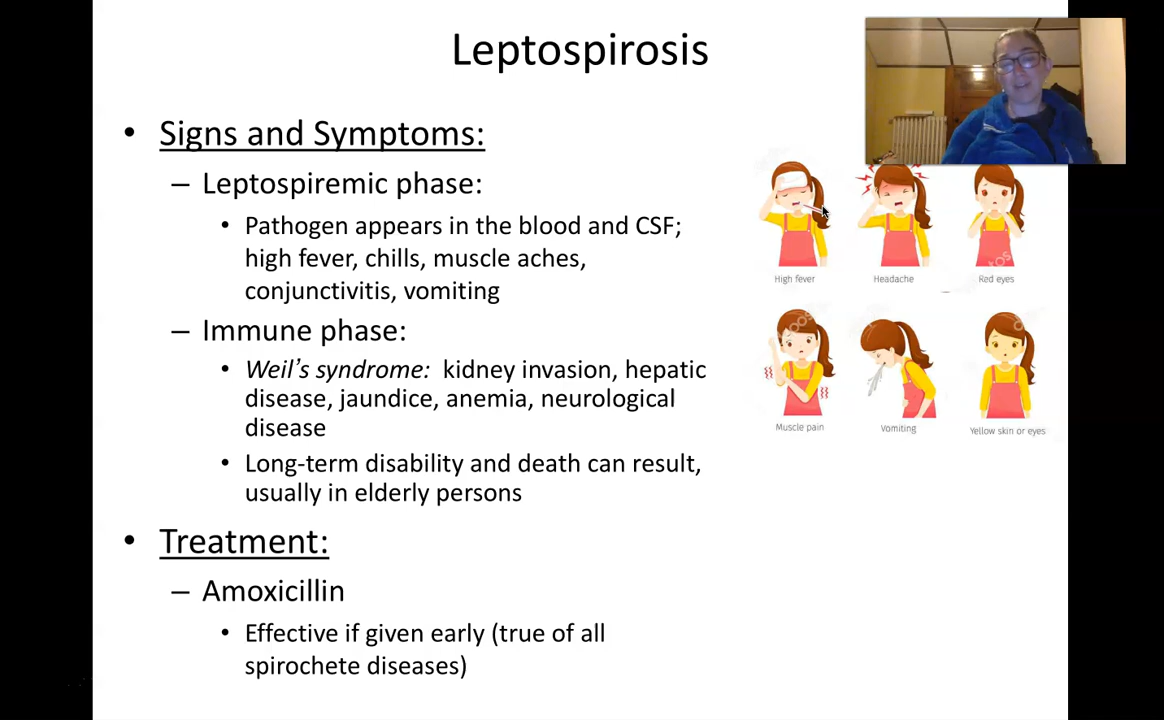 Leptospirosis
• Signs and Symptoms:
– Leptospiremic phase:
• Pathogen appears in the blood and CSF;
high fever, chills, muscle aches,
conjunctivitis, vomiting
– Immune phase:
• Weil’s syndrome: kidney invasion, hepatic
disease, jaundice, anemia, neurological
disease
• Long-term disability and death can result,
usually in elderly persons
• Treatment:
– Amoxicillin
• Effective if given early (true of all
spirochete diseases)
High fever
Headache
Red eyes
Muscle pain
Vomiting
Yellow skin or eyes